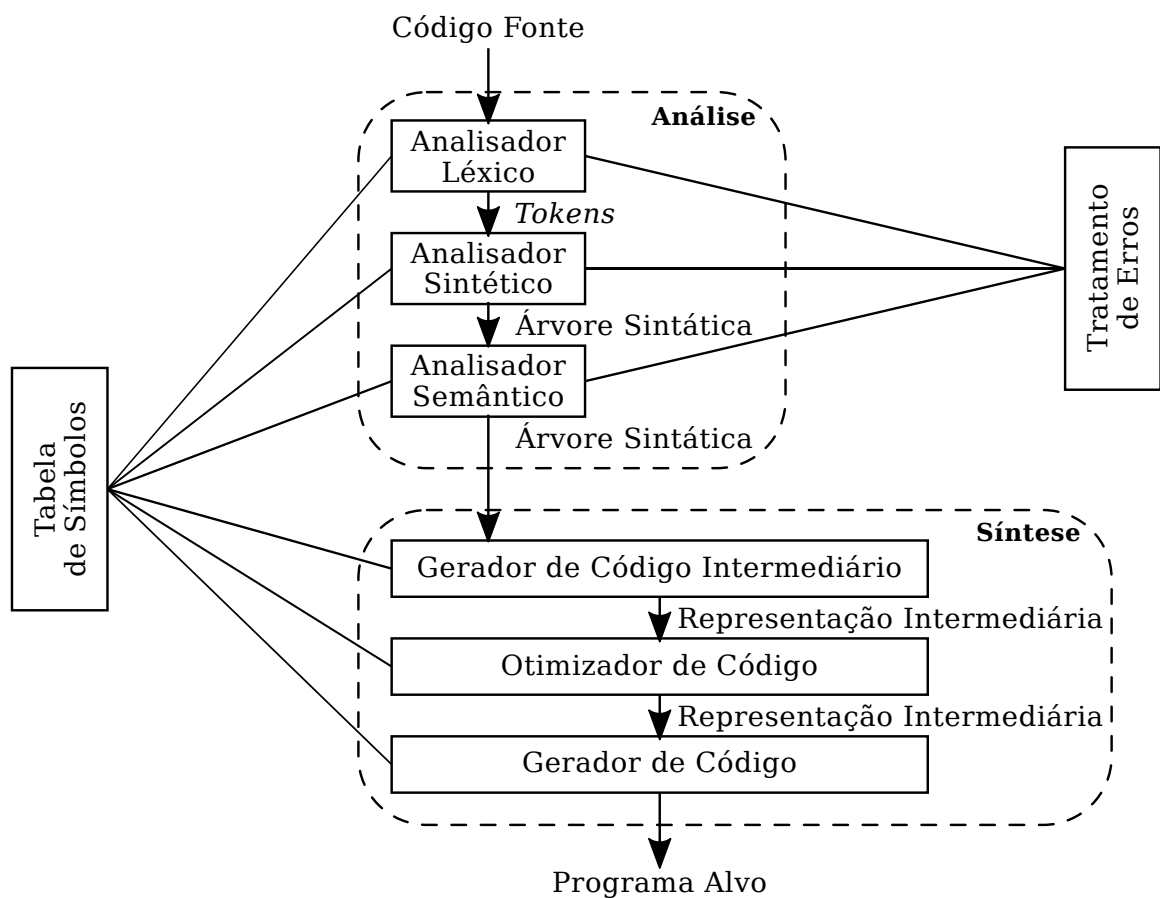 Código Fonte
Análise
Analisador
Léxico
Tokens
Analisador
Sintético
Árvore Sintática
Analisador
Semântico
Árvore Sintática
Tratamento
de Erros
Tabela
de Símbolos
Síntese
Gerador de Código Intermediário
Representação Intermediária
Otimizador de Código
Representação Intermediária
Gerador de Código
Programa Alvo